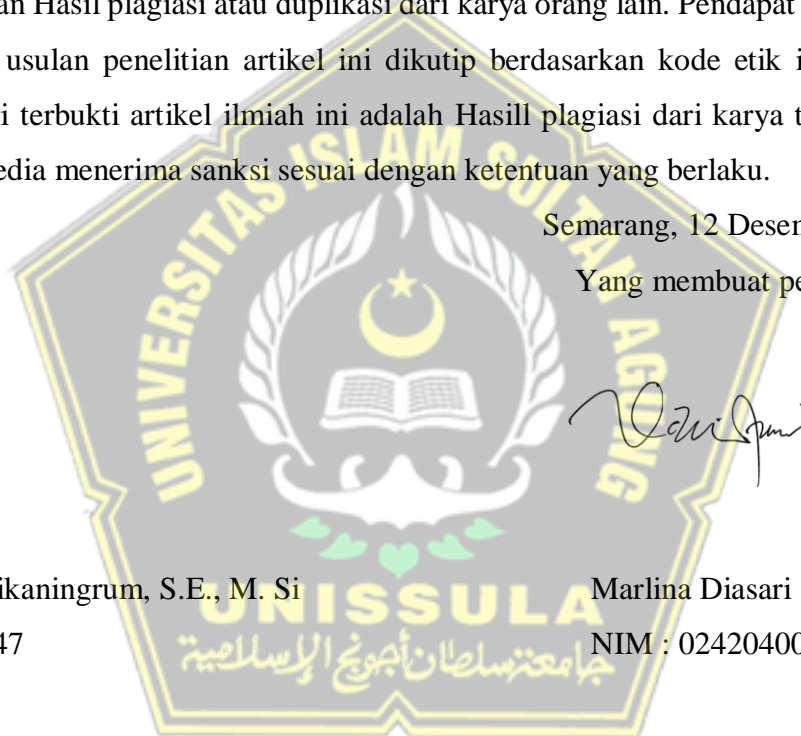 an Hasil plagiasi atau duplikasi dari karya orang lain. Pendapat
usulan penelitian artikel ini dikutip berdasarkan kode etik i
i terbukti artikel ilmiah ini adalah Hasill plagiasi dari karya t
edia menerima sanksi sesuai dengan ketentuan yang berlaku.
Semarang, 12 Desem
Yang membuat pe
UNIVERSITAS ISLAM SULTAN AGUNG
ikaningrum, S.E., M. Si
Marlina Diasari
47
NIM : 02420400
UNISSULA
جامعة سلطان أجونج الإسلامية